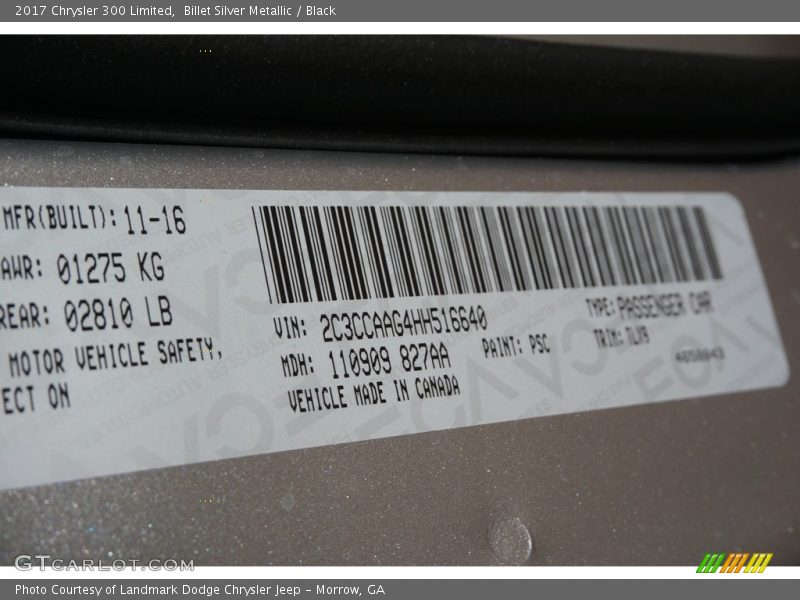 2017 Chrysler 300 Limited,  Billet Silver Metallic / Black
MFR(BUILT): 11-16
AWR: 01275 KG
REAR: 02810 LB
MOTOR VEHICLE SAFETY,
ECT ON
VIN: 2C3CCAAG4HH516640
MDH: 110909 827AA
VEHICLE MADE IN CANADA
PAINT: PSC
TYPE: PASSENGER CAR
TRIM:
GTCARLOT.COM
Photo Courtesy of Landmark Dodge Chrysler Jeep – Morrow, GA